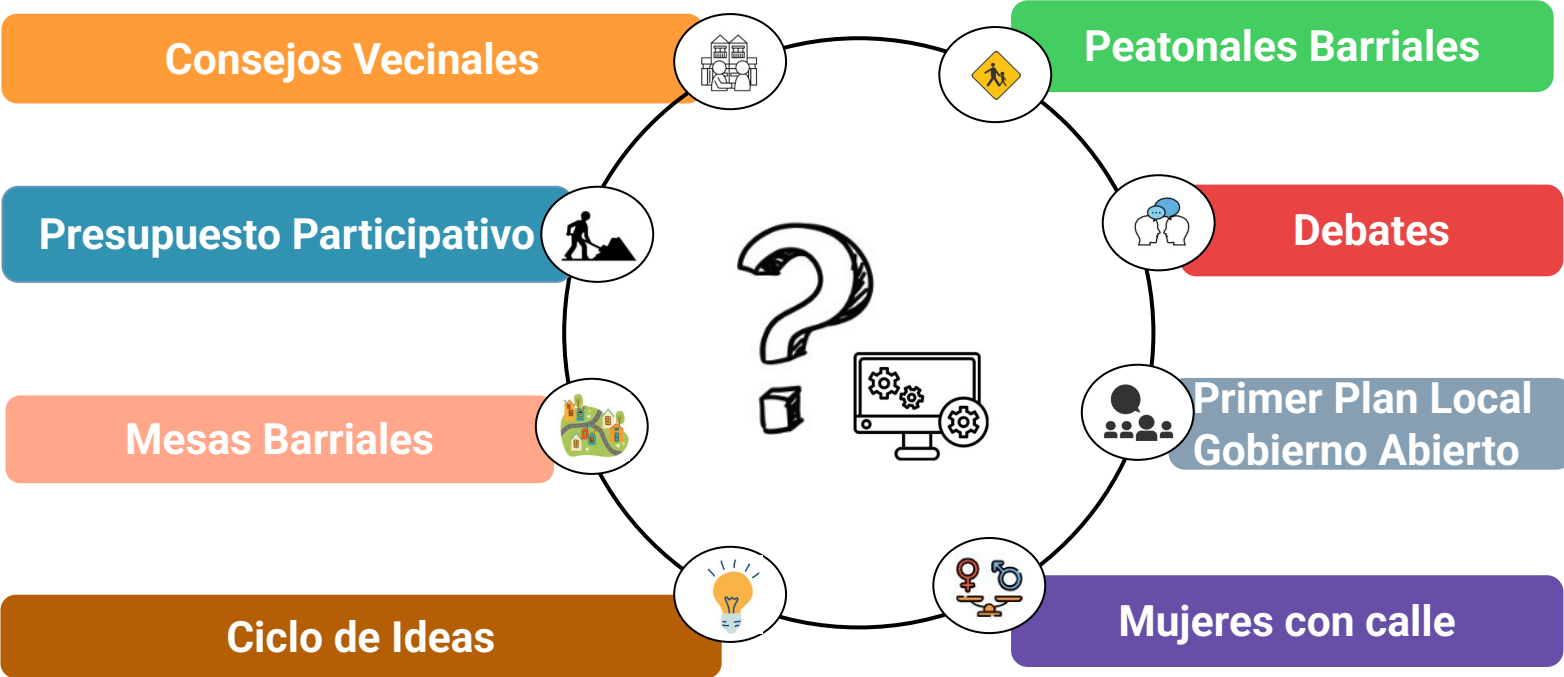 Consejos Vecinales
Peatonales Barriales
Presupuesto Participativo
Debates
Mesas Barriales
Primer Plan Local
Gobierno Abierto
Ciclo de Ideas
Mujeres con calle